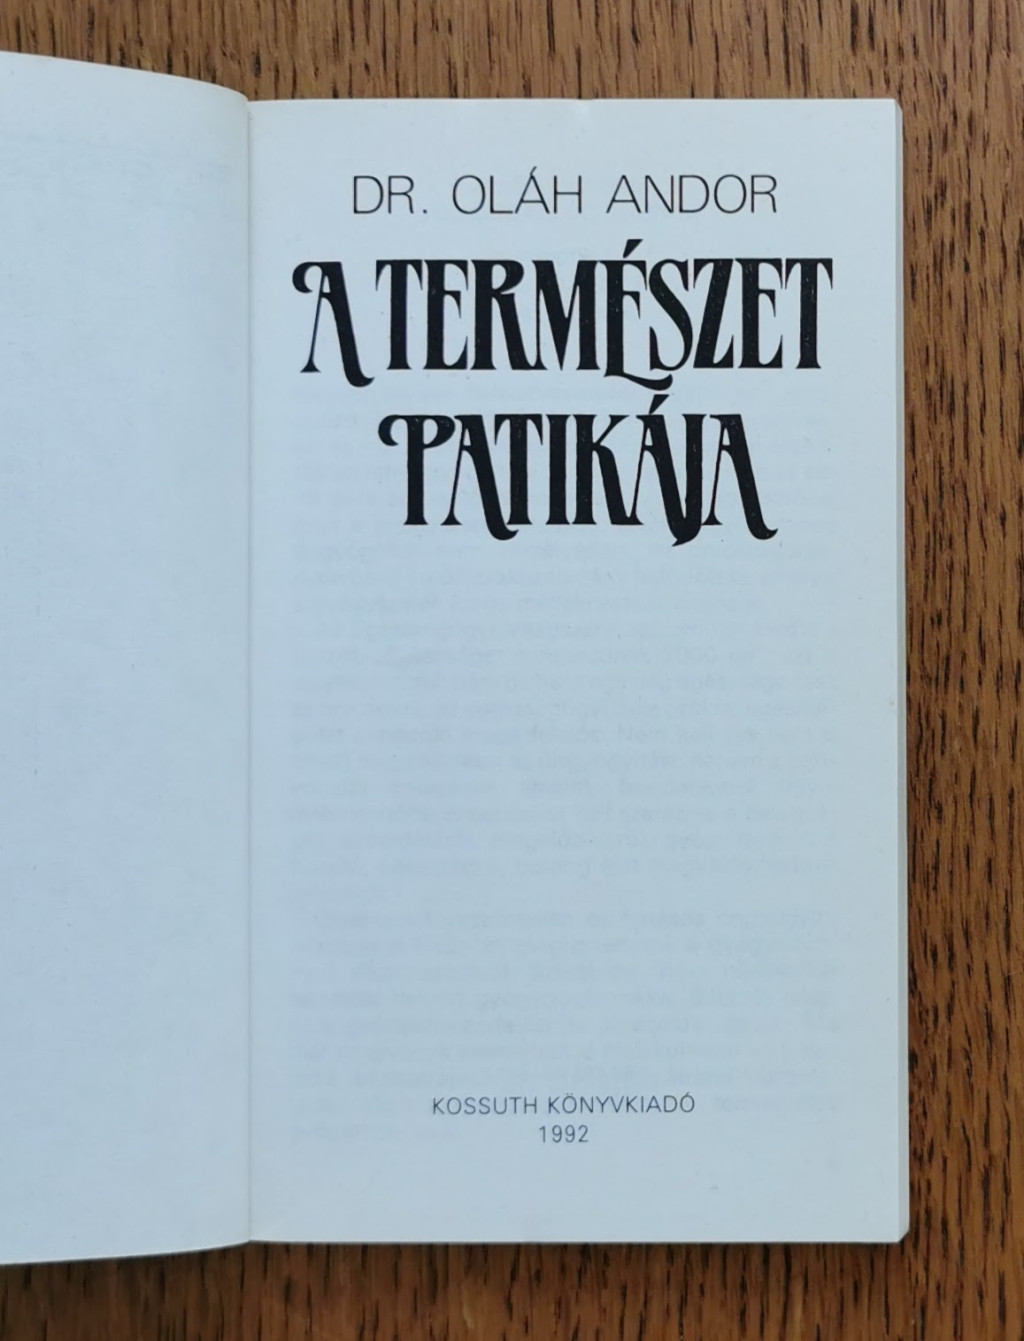 DR. OLÁH ANDOR
A TERMÉSZET
PATIKÁJA
KOSSUTH KÖNYVKIADÓ
1992